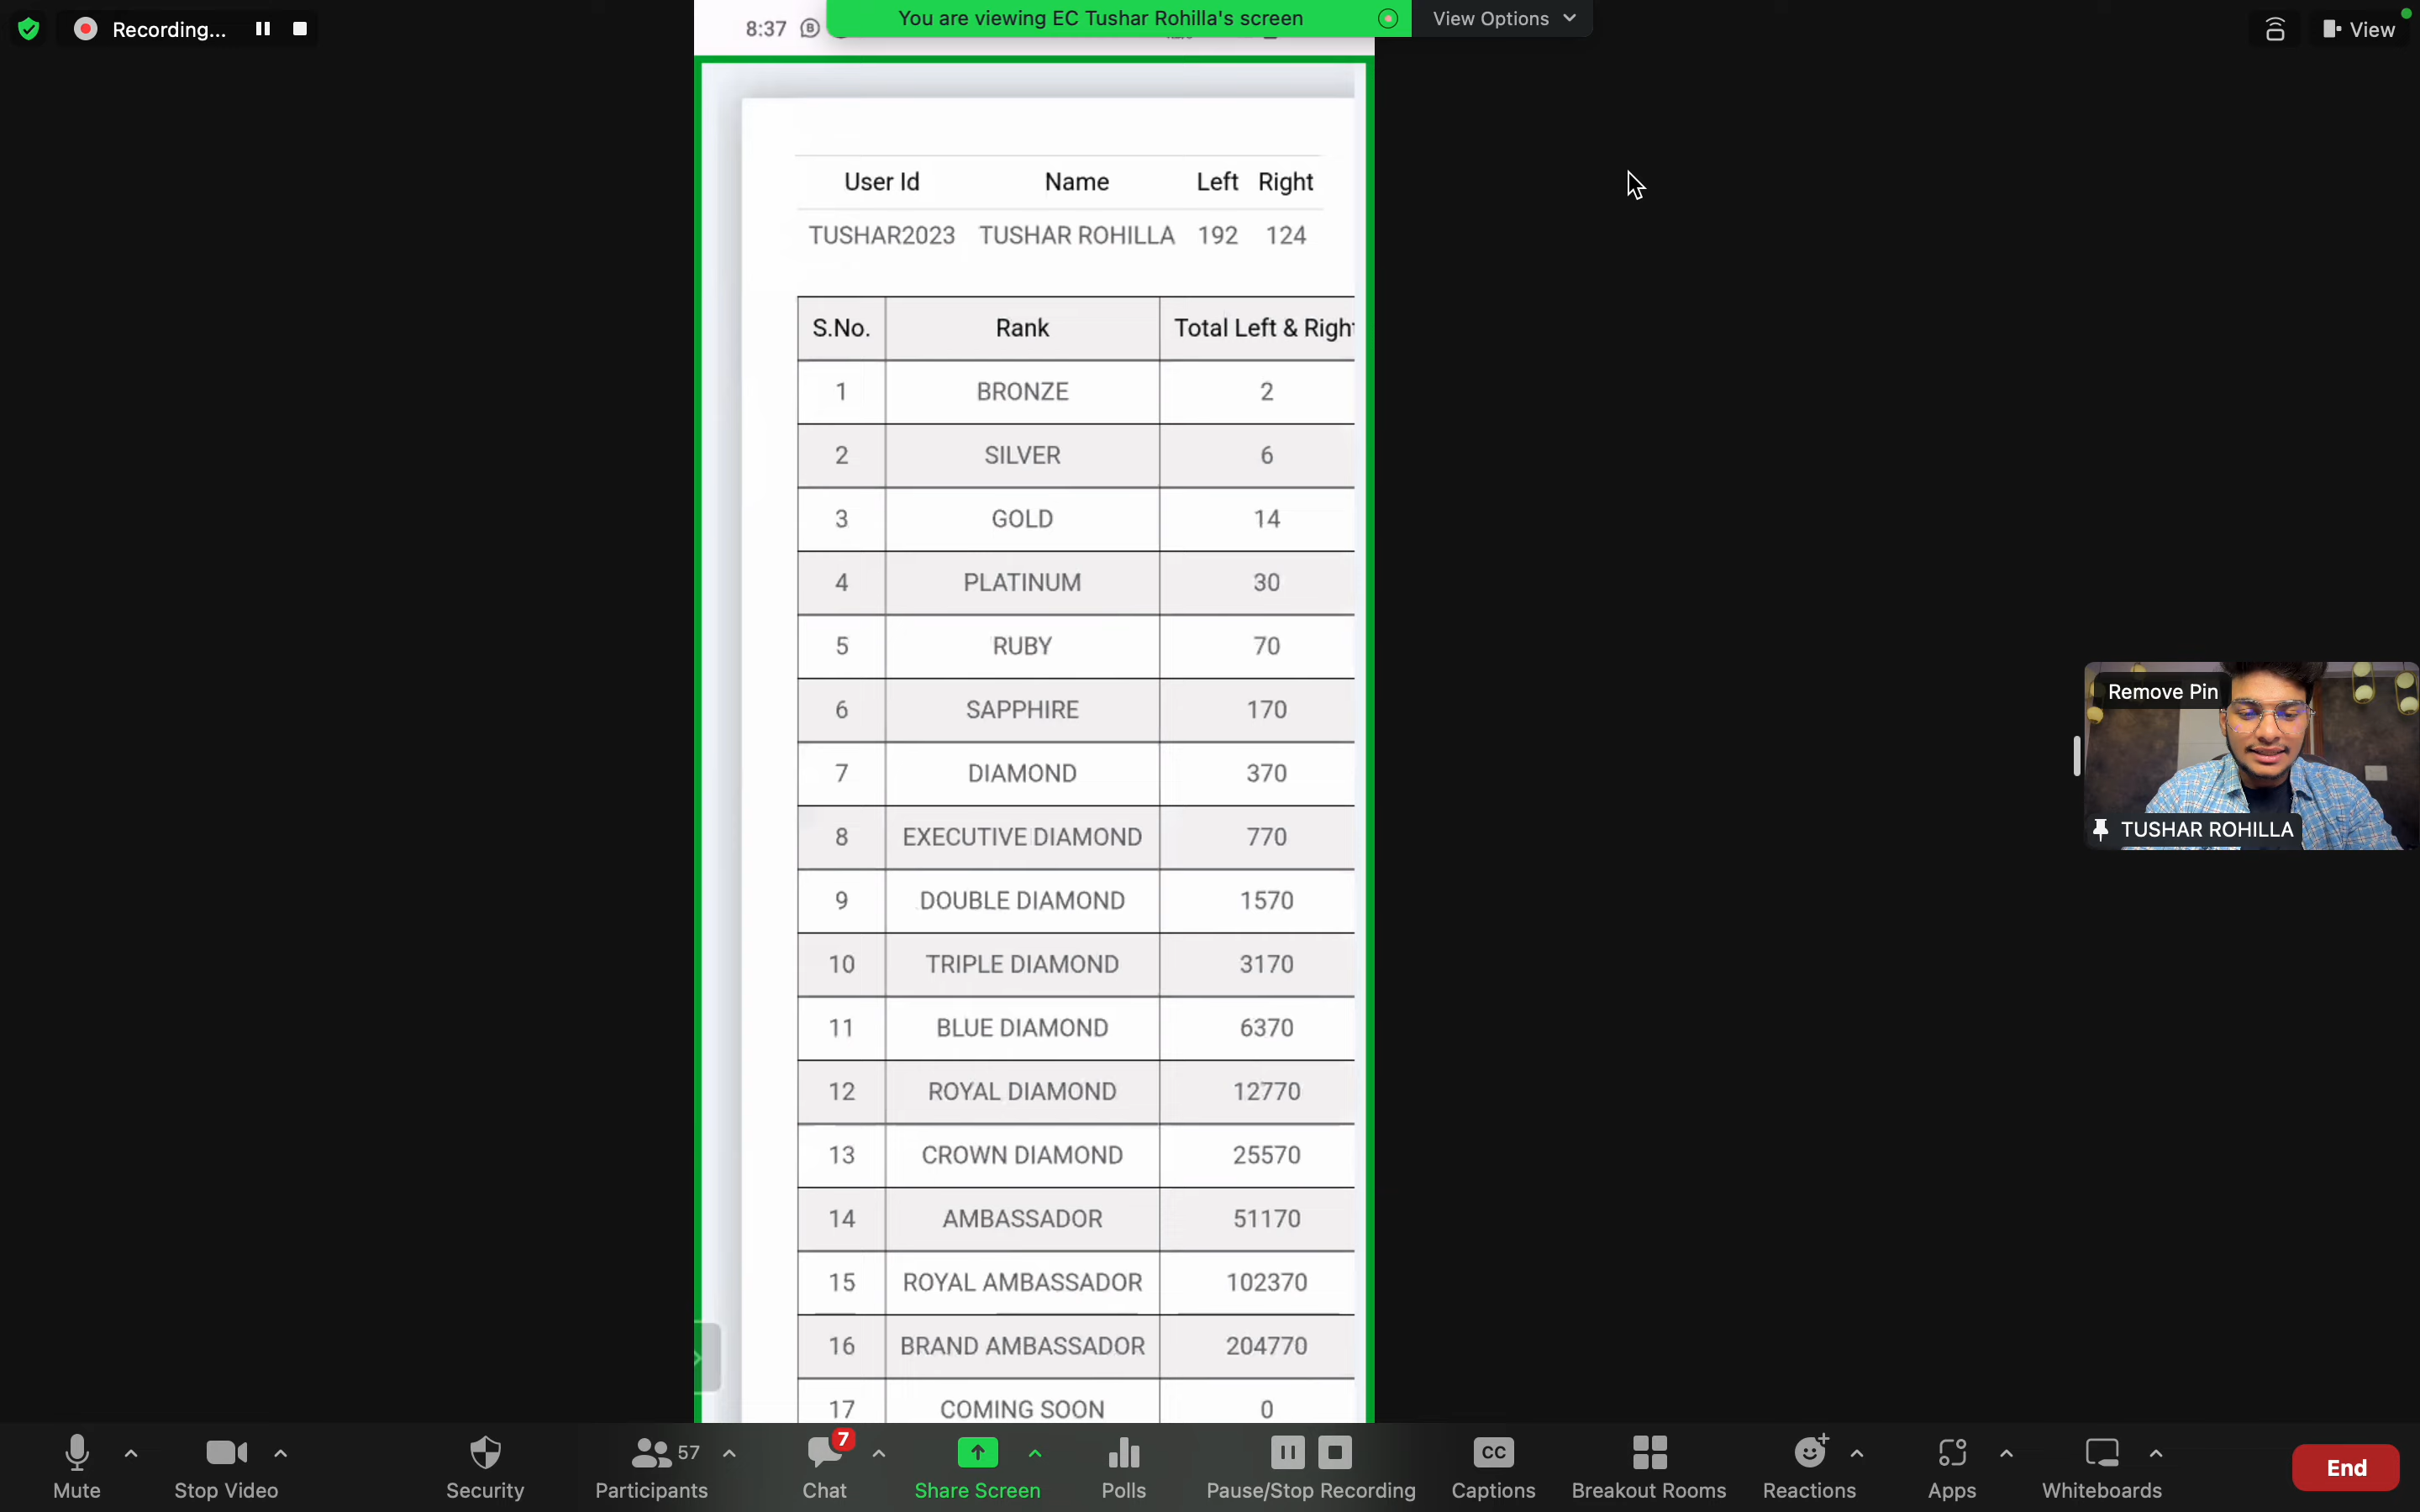 Recording...
8:37
You are viewing EC Tushar Rohilla's screen
View Options
View
User Id Name Left Right
TUSHAR2023 TUSHAR ROHILLA 192 124
S.No. Rank Total Left & Right
1 BRONZE 2
2 SILVER 6
3 GOLD 14
4 PLATINUM 30
5 RUBY 70
6 SAPPHIRE 170
7 DIAMOND 370
8 EXECUTIVE DIAMOND 770
9 DOUBLE DIAMOND 1570
10 TRIPLE DIAMOND 3170
11 BLUE DIAMOND 6370
12 ROYAL DIAMOND 12770
13 CROWN DIAMOND 25570
14 AMBASSADOR 51170
15 ROYAL AMBASSADOR 102370
16 BRAND AMBASSADOR 204770
17 COMING SOON 0
Remove Pin
TUSHAR ROHILLA
Mute
Stop Video
Security
57
Participants
7
Chat
Share Screen
Polls
Pause/Stop Recording
CC
Captions
Breakout Rooms
Reactions
Apps
Whiteboards
End